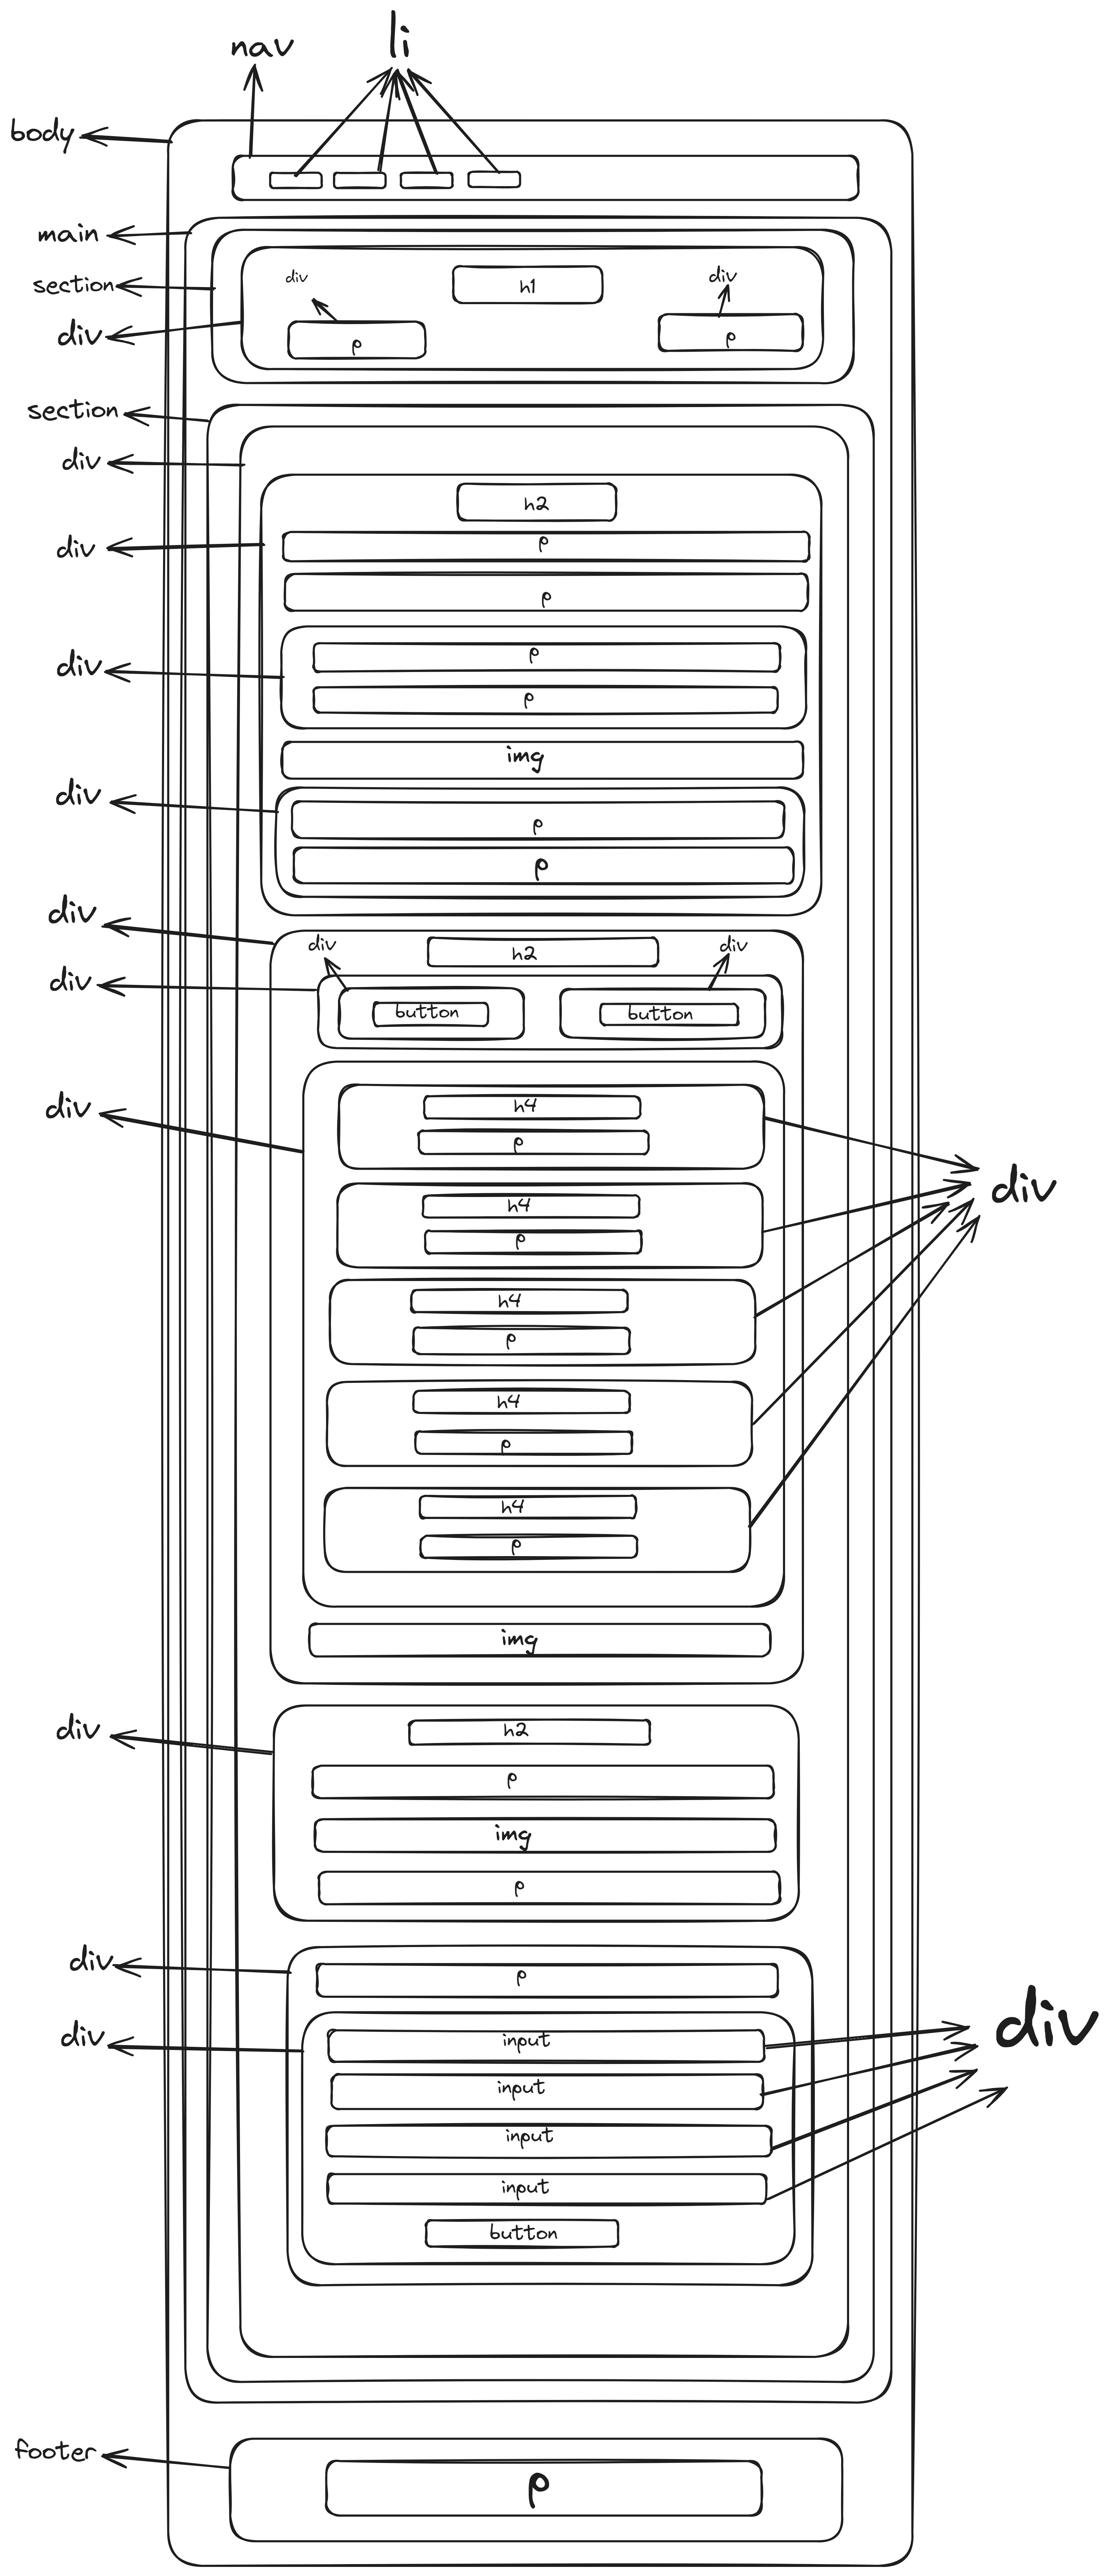 li
nav
body
main
section
div
div
h1
div
p
p
section
div
h2
div
p
p
div
p
p
img
div
p
p
div
div
h2
div
div
button
button
div
h4
p
div
h4
p
h4
p
h4
p
h4
p
img
div
h2
p
img
p
div
p
div
input
div
input
input
input
button
footer
p